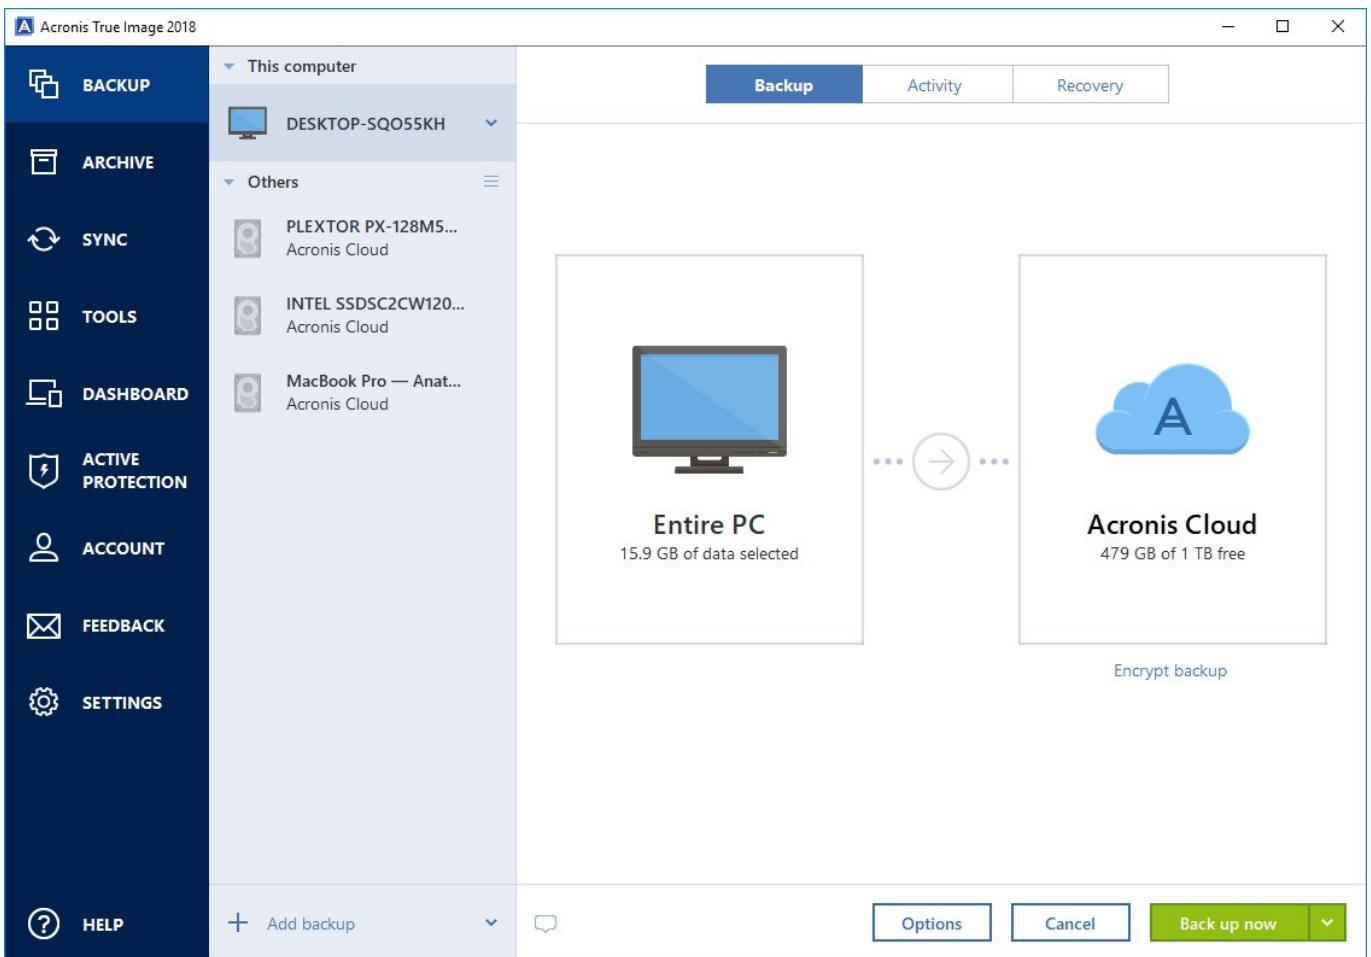 Acronis True Image 2018
BACKUP
ARCHIVE
SYNC
TOOLS
DASHBOARD
ACTIVE
PROTECTION
ACCOUNT
FEEDBACK
SETTINGS
HELP
This computer
DESKTOP-SQO55KH
Others
PLEXTOR PX-128M5...
Acronis Cloud
INTEL SSDSC2CW120...
Acronis Cloud
MacBook Pro — Anat...
Acronis Cloud
Add backup
Backup Activity Recovery
Entire PC
15.9 GB of data selected
A
Acronis Cloud
479 GB of 1 TB free
Encrypt backup
Options Cancel Back up now